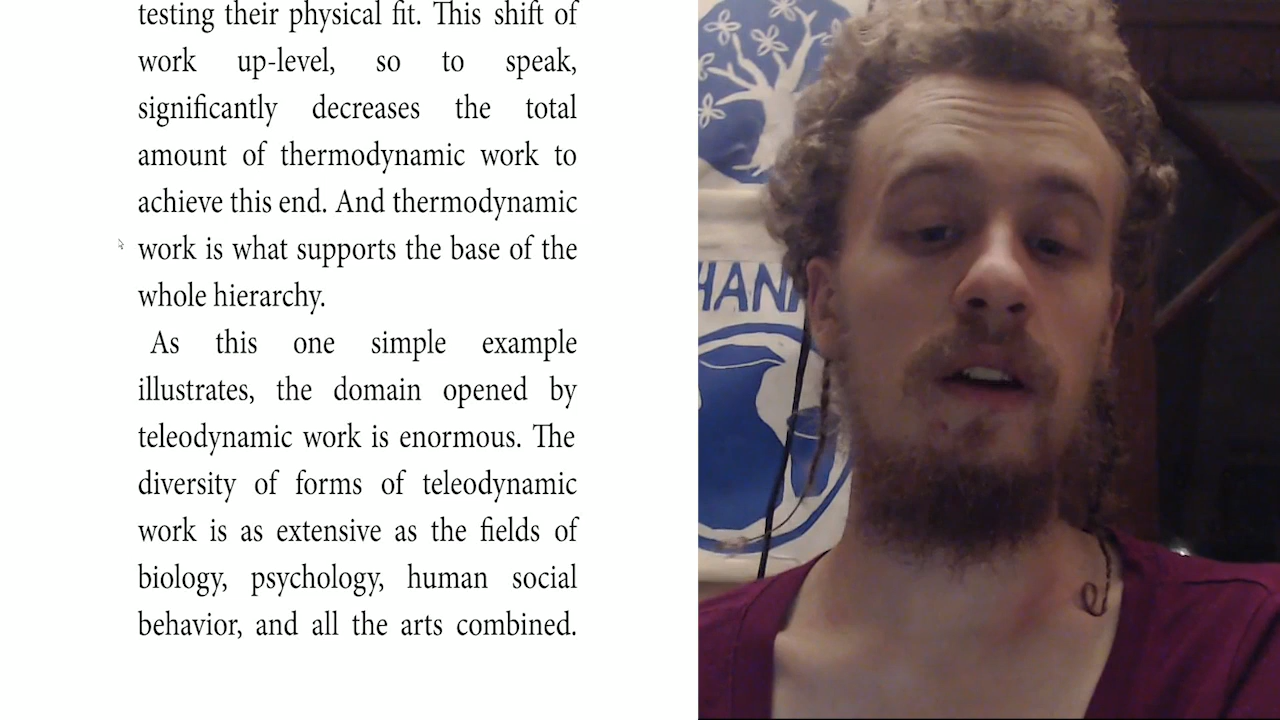 testing their physical fit. This shift of
work up-level, so to speak,
significantly decreases the total
amount of thermodynamic work to
achieve this end. And thermodynamic
work is what supports the base of the
whole hierarchy.
As this one simple example
illustrates, the domain opened by
teleodynamic work is enormous. The
diversity of forms of teleodynamic
work is as extensive as the fields of
biology, psychology, human social
behavior, and all the arts combined.